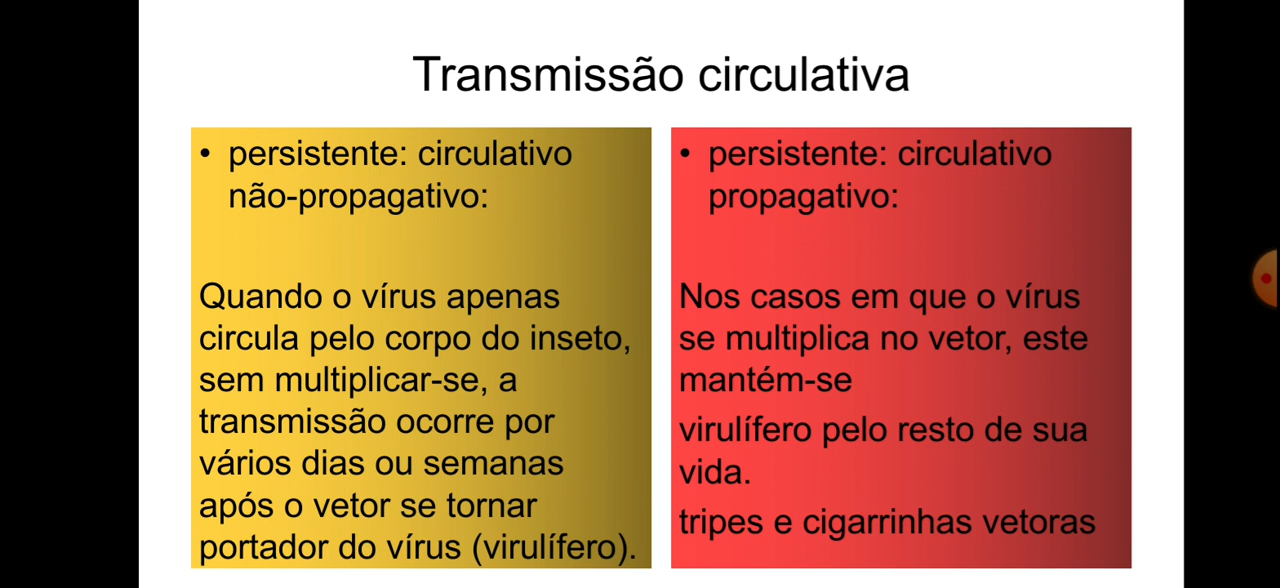 Transmissão circulativa
• persistente: circulativo
não-propagativo:
Quando o vírus apenas
circula pelo corpo do inseto,
sem multiplicar-se, a
transmissão ocorre por
vários dias ou semanas
após o vetor se tornar
portador do vírus (virulífero).
• persistente: circulativo
propagativo:
Nos casos em que o vírus
se multiplica no vetor, este
mantém-se
virulífero pelo resto de sua
vida.
tripes e cigarrinhas vetoras